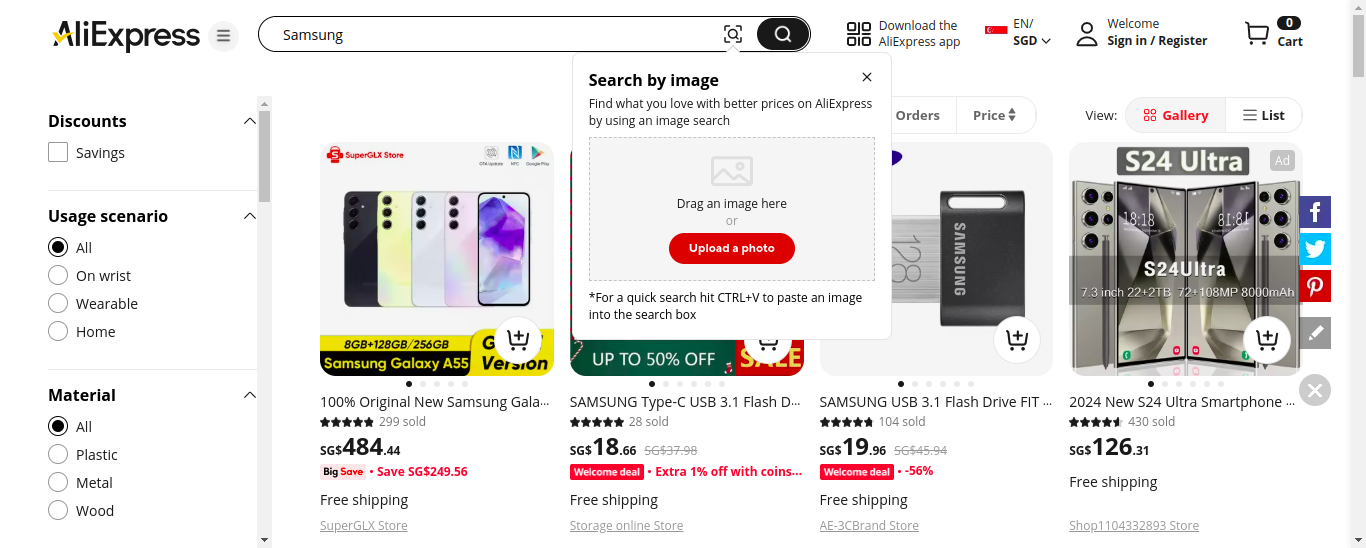 AliExpress
Samsung
Download the
AliExpress app
EN/
SGD
Welcome
Sign in / Register
0
Cart
Search by image
Find what you love with better prices on AliExpress
by using an image search
Drag an image here
or
Upload a photo
*For a quick search hit CTRL+V to paste an image
into the search box
Discounts
Savings
Usage scenario
All
On wrist
Wearable
Home
Material
All
Plastic
Metal
Wood
Orders
Price
View:
Gallery
List
SuperGLX Store
OTA Update
NFC
Google Play
8GB+128GB/256GB
Samsung Galaxy A55
Version
100% Original New Samsung Gala...
299 sold
SG$484.44
Big Save
• Save SG$249.56
Free shipping
SuperGLX Store
UP TO 50% OFF
SALE
SAMSUNG Type-C USB 3.1 Flash D...
28 sold
SG$18.66 SG$37.98
Welcome deal • Extra 1% off with coins...
Free shipping
Storage online Store
128
SAMSUNG
SAMSUNG USB 3.1 Flash Drive FIT ...
104 sold
SG$19.96 SG$45.94
Welcome deal • -56%
Free shipping
AE-3CBrand Store
S24 Ultra
Ad
18:18
18:18
S24Ultra
7.3 inch 22+2TB 72+108MP 8000mAh
2024 New S24 Ultra Smartphone ...
430 sold
SG$126.31
Free shipping
Shop1104332893 Store